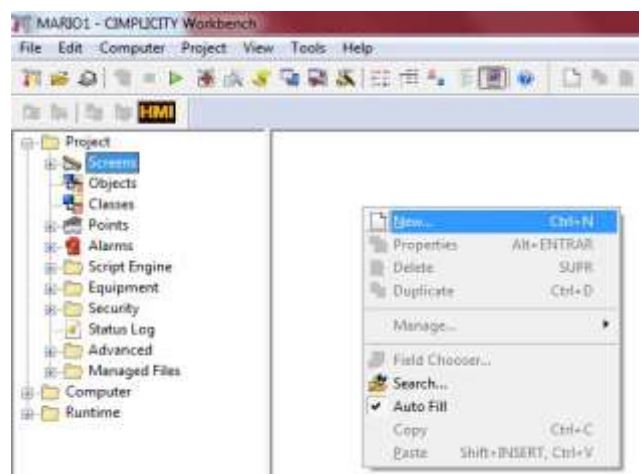 MARIO1 - CIMPLICITY Workbench
File Edit Computer Project View Tools Help
HMI
Project
Screens
Objects
Classes
Points
Alarms
Script Engine
Equipment
Security
Status Log
Advanced
Managed Files
Computer
Runtime
New... Ctrl+N
Properties Alt+ENTRAR
Delete SUPR
Duplicate Ctrl+D
Manage...
Field Chooser...
Search...
Auto Fill
Copy Ctrl+C
Paste Shift+INSERT, Ctrl+V